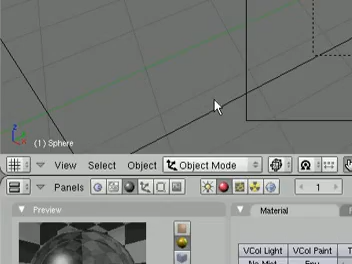 z
x
(1) Sphere
View Select Object Object Mode
Panels 1
Preview Material
VCol Light VCol Paint
No Mist Env